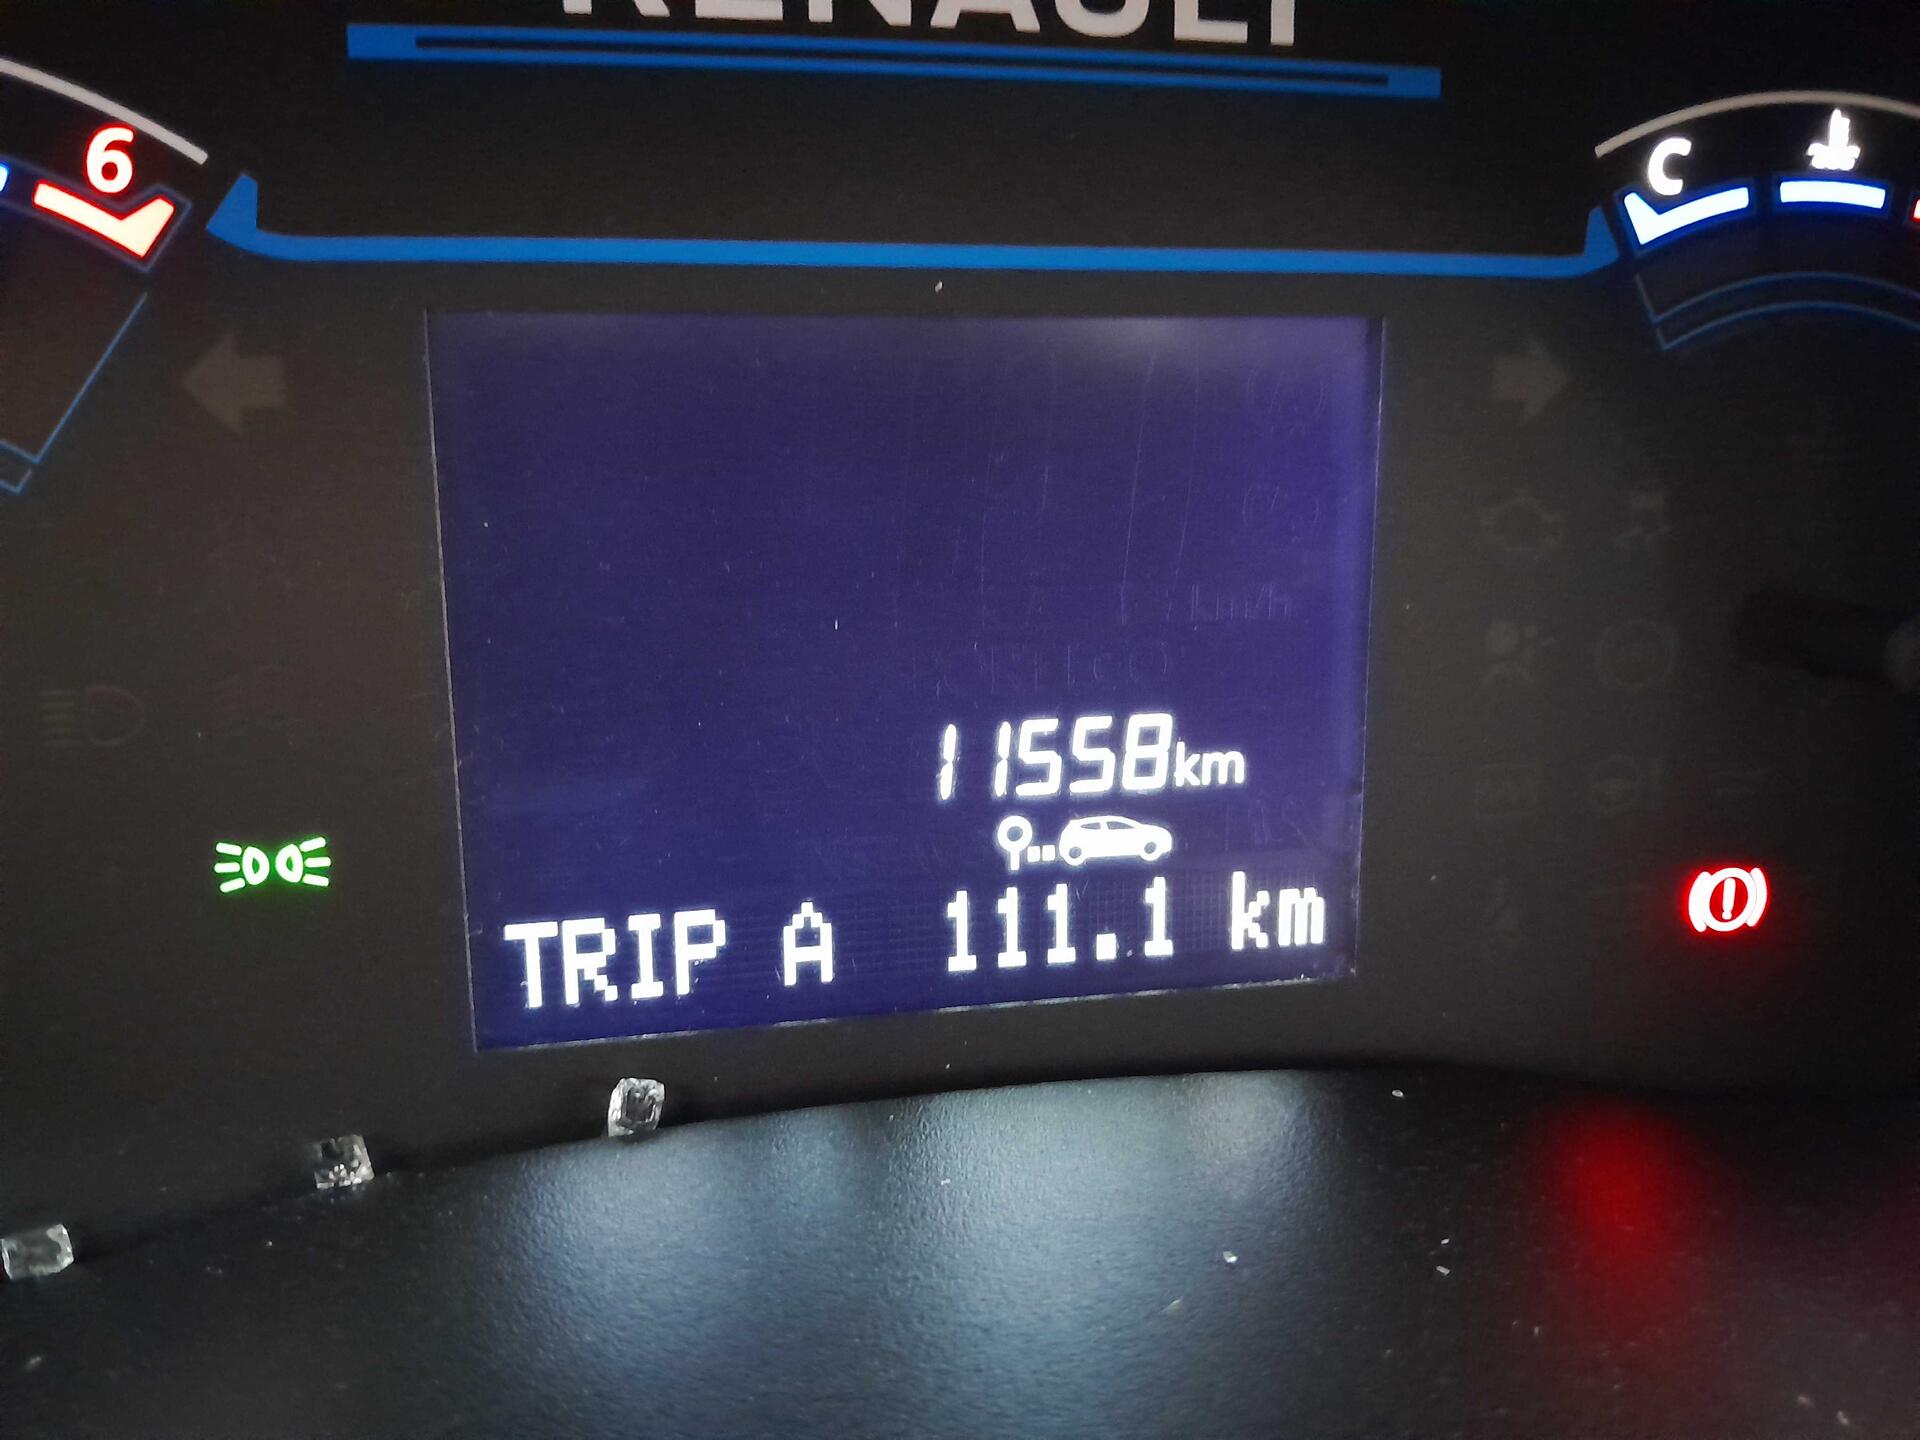 RENAULT
6
C
11558km
TRIP A 111.1 km